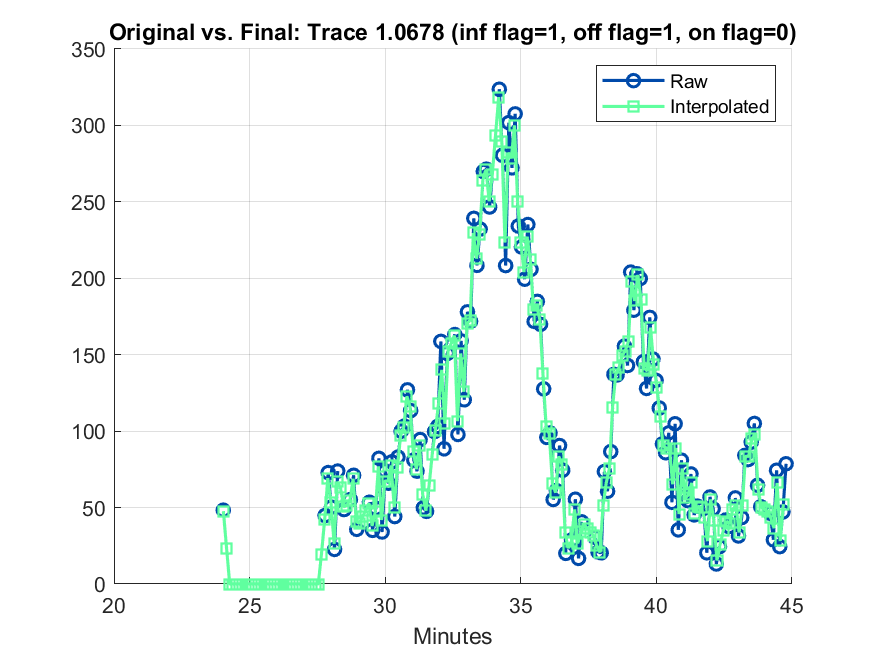 Original vs. Final: Trace 1.0678 (inf flag=1, off flag=1, on flag=0)
350
300
250
200
150
100
50
0
Raw
Interpolated
20 25 30 35 40 45
Minutes